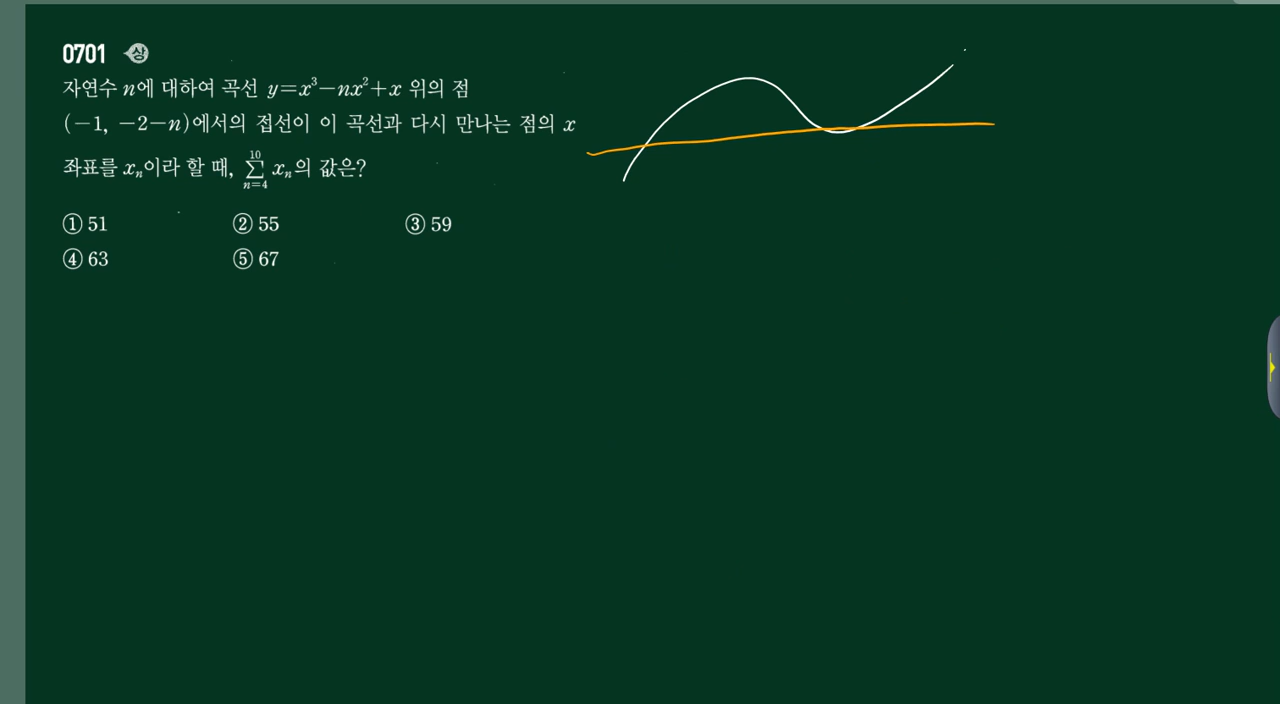 0701 상
자연수 n에 대하여 곡선 y=x³-nx²+x 위의 점
(-1, -2-n)에서의 접선이 이 곡선과 다시 만나는 점의 x
좌표를 xₙ이라 할 때, \sum_{n=4}^{10} xₙ의 값은?
① 51 ② 55 ③ 59
④ 63 ⑤ 67